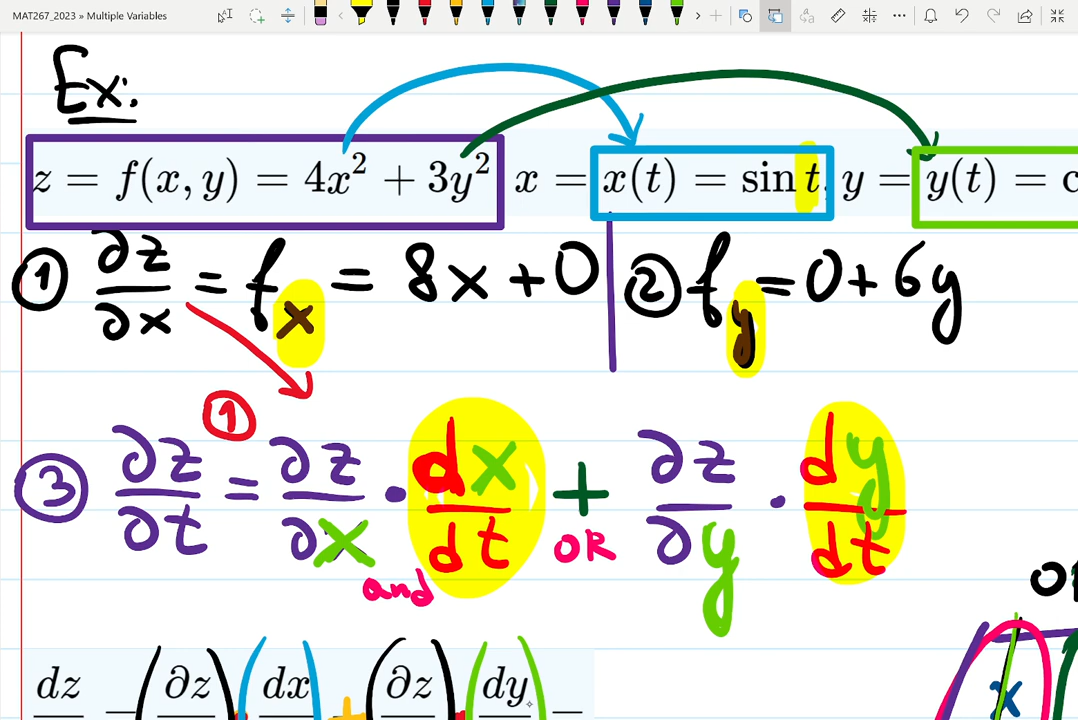 MAT267_2023 » Multiple Variables
Ex:
z = f(x, y) = 4x² + 3y² x = x(t) = sin t, y = y(t) = c
① ∂z/∂x = fₓ = 8x + 0 ② f_y = 0 + 6y
①
③ ∂z/∂t = ∂z/∂x · dx/dt + ∂z/∂y · dy/dt
and OR
dz (∂z) (dx) + (∂z) (dy)
x